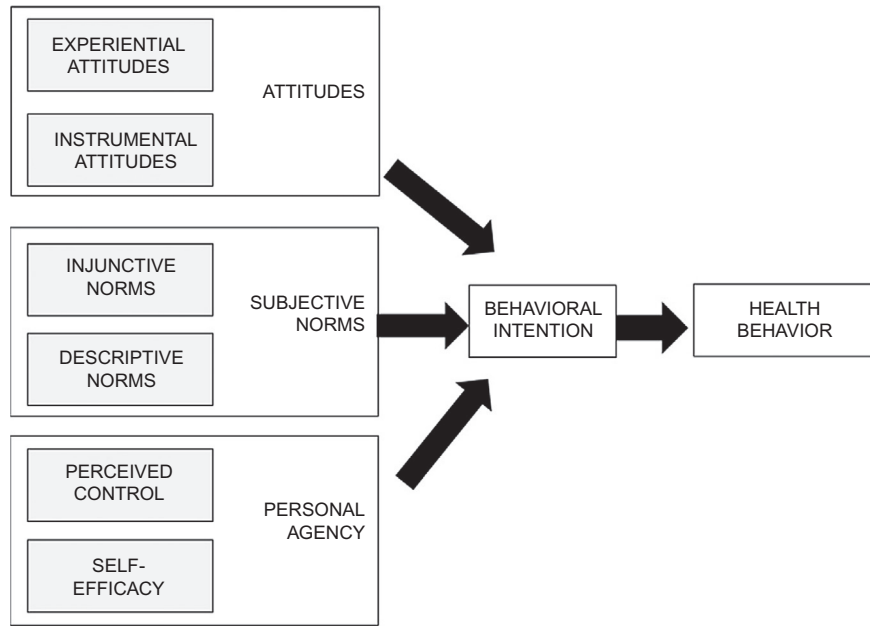 EXPERIENTIAL
ATTITUDES
ATTITUDES
INSTRUMENTAL
ATTITUDES
INJUNCTIVE
NORMS
SUBJECTIVE
NORMS
DESCRIPTIVE
NORMS
BEHAVIORAL
INTENTION
HEALTH
BEHAVIOR
PERCEIVED
CONTROL
PERSONAL
AGENCY
SELF-
EFFICACY